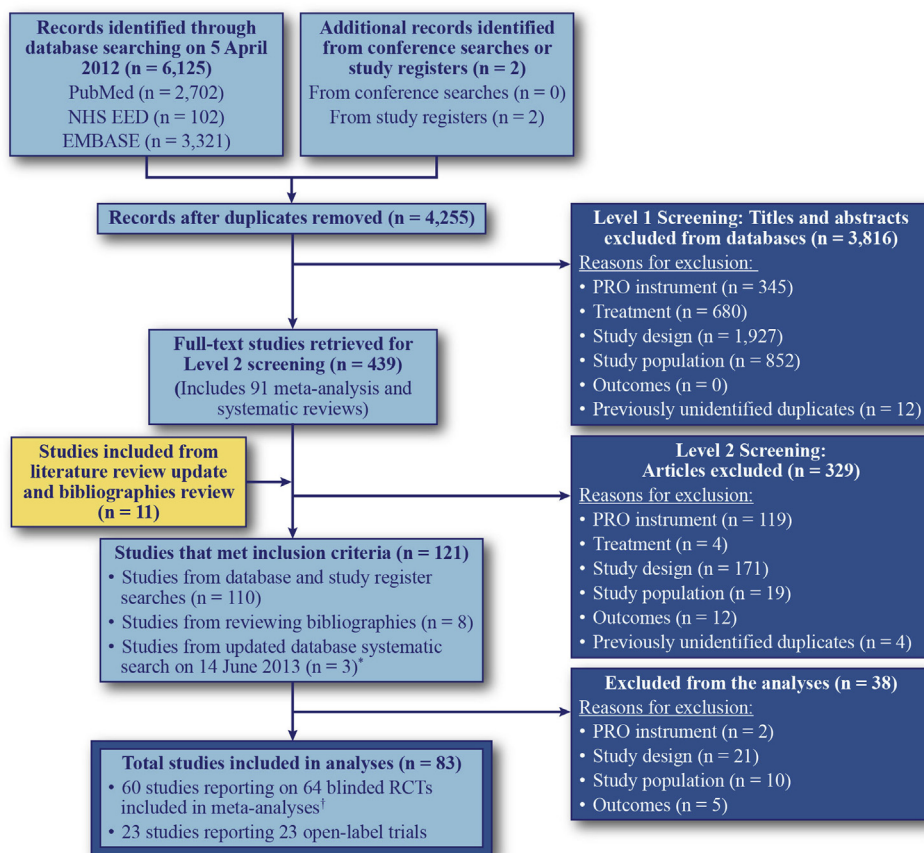 Records identified through
database searching on 5 April
2012 (n = 6,125)
PubMed (n = 2,702)
NHS EED (n = 102)
EMBASE (n = 3,321)
Additional records identified
from conference searches or
study registers (n = 2)
From conference searches (n = 0)
From study registers (n = 2)
Records after duplicates removed (n = 4,255)
Level 1 Screening: Titles and abstracts
excluded from databases (n = 3,816)
Reasons for exclusion:
• PRO instrument (n = 345)
• Treatment (n = 680)
• Study design (n = 1,927)
• Study population (n = 852)
• Outcomes (n = 0)
• Previously unidentified duplicates (n = 12)
Full-text studies retrieved for
Level 2 screening (n = 439)
(Includes 91 meta-analysis and
systematic reviews)
Studies included from
literature review update
and bibliographies review
(n = 11)
Level 2 Screening:
Articles excluded (n = 329)
Reasons for exclusion:
• PRO instrument (n = 119)
• Treatment (n = 4)
• Study design (n = 171)
• Study population (n = 19)
• Outcomes (n = 12)
• Previously unidentified duplicates (n = 4)
Studies that met inclusion criteria (n = 121)
• Studies from database and study register
searches (n = 110)
• Studies from reviewing bibliographies (n = 8)
• Studies from updated database systematic
search on 14 June 2013 (n = 3)*
Excluded from the analyses (n = 38)
Reasons for exclusion:
• PRO instrument (n = 2)
• Study design (n = 21)
• Study population (n = 10)
• Outcomes (n = 5)
Total studies included in analyses (n = 83)
• 60 studies reporting on 64 blinded RCTs
included in meta-analyses†
• 23 studies reporting 23 open-label trials